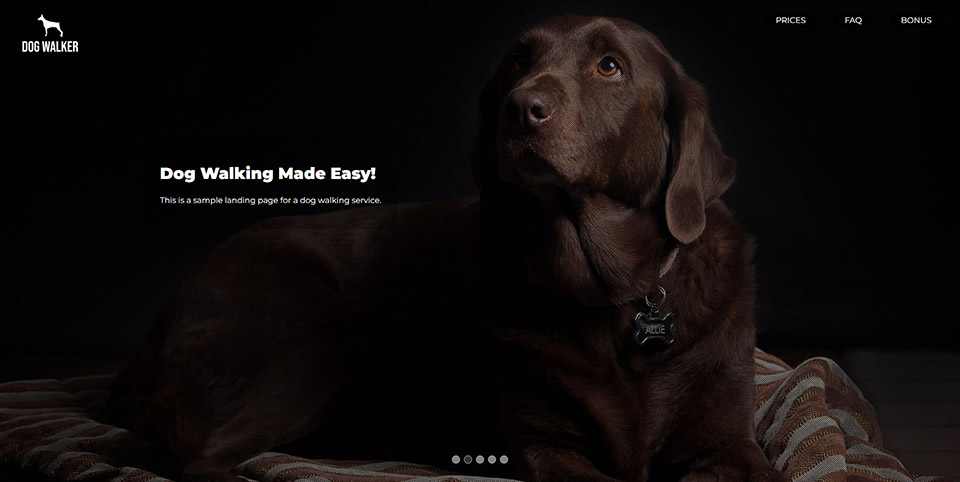 DOG WALKER
PRICES
FAQ
BONUS
Dog Walking Made Easy!
This is a sample landing page for a dog walking service.
ALLIE